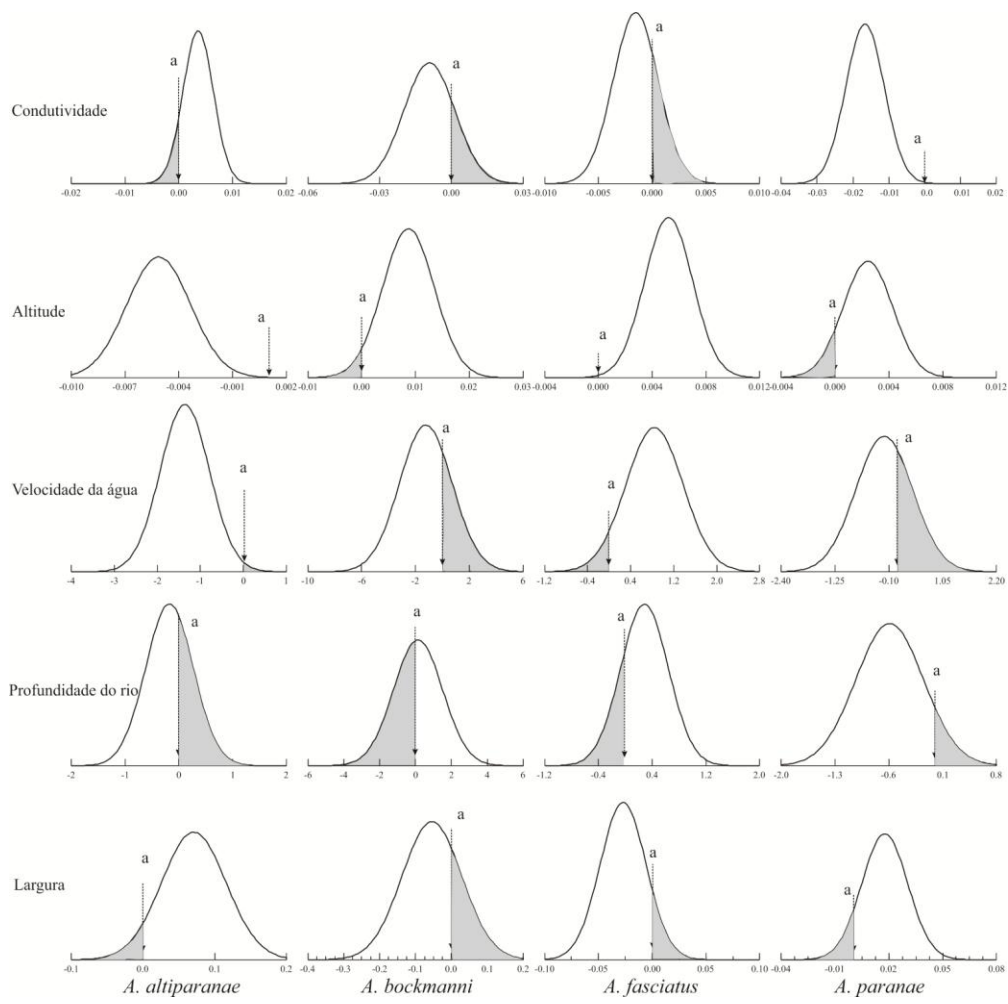 a a a a
Condutividade
-0.02 -0.01 0.00 0.01 0.02 -0.06 -0.03 0.00 0.03 -0.010 -0.005 0.000 0.005 0.010 -0.04 -0.03 -0.02 -0.01 0.0 0.01 0.02
a a a a
Altitude
-0.010 -0.007 -0.004 -0.001 0.002 -0.01 0.00 0.01 0.02 0.03 -0.004 0.000 0.004 0.008 0.012 -0.004 0.000 0.004 0.008 0.012
a a a a
Velocidade da água
-4 -3 -2 -1 0 1 -10 -6 -2 2 6 -1.2 -0.4 0.4 1.2 2.0 2.8 -2.40 -1.25 -0.10 1.05 2.20
a a a a
Profundidade do rio
-2 -1 0 1 2 -6 -4 -2 0 2 4 6 -1.2 -0.4 0.4 1.2 2.0 -2.0 -1.3 -0.6 0.1 0.8
a a a a
Largura
-0.1 0.0 0.1 0.2 -0.4 -0.3 -0.2 -0.1 0.0 0.1 0.2 -0.10 -0.05 0.00 0.05 0.10 -0.04 -0.01 0.02 0.05 0.08
A. altiparanae A. bockmanni A. fasciatus A. paranae